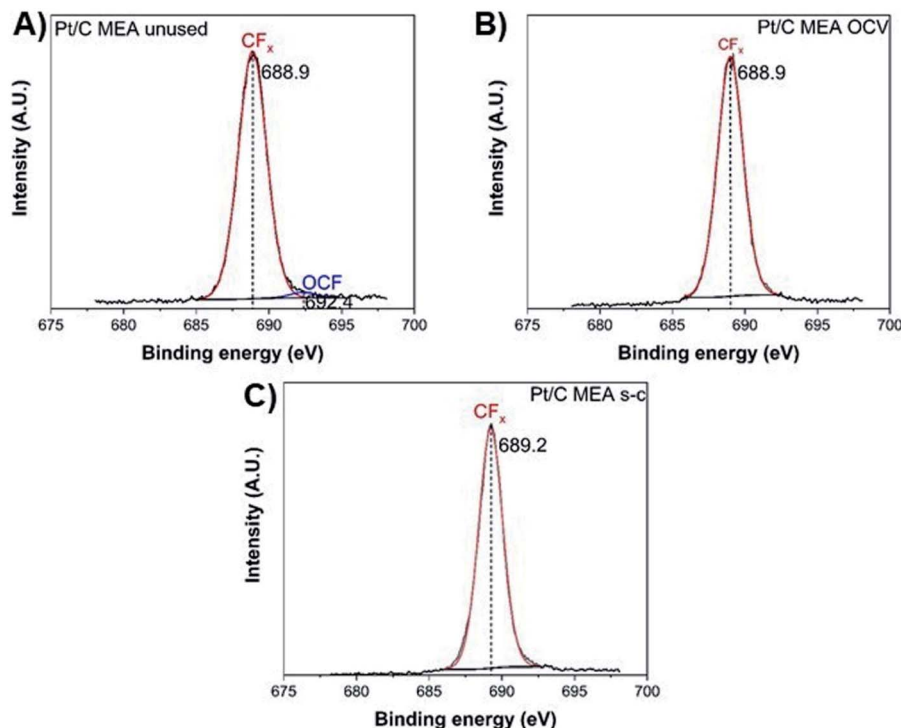 A)
Pt/C MEA unused
CFx
688.9
OCF
692.4
Intensity (A.U.)
675 680 685 690 695 700
Binding energy (eV)
B)
Pt/C MEA OCV
CFx
688.9
Intensity (A.U.)
675 680 685 690 695 700
Binding energy (eV)
C)
Pt/C MEA s-c
CFx
689.2
Intensity (A.U.)
675 680 685 690 695 700
Binding energy (eV)